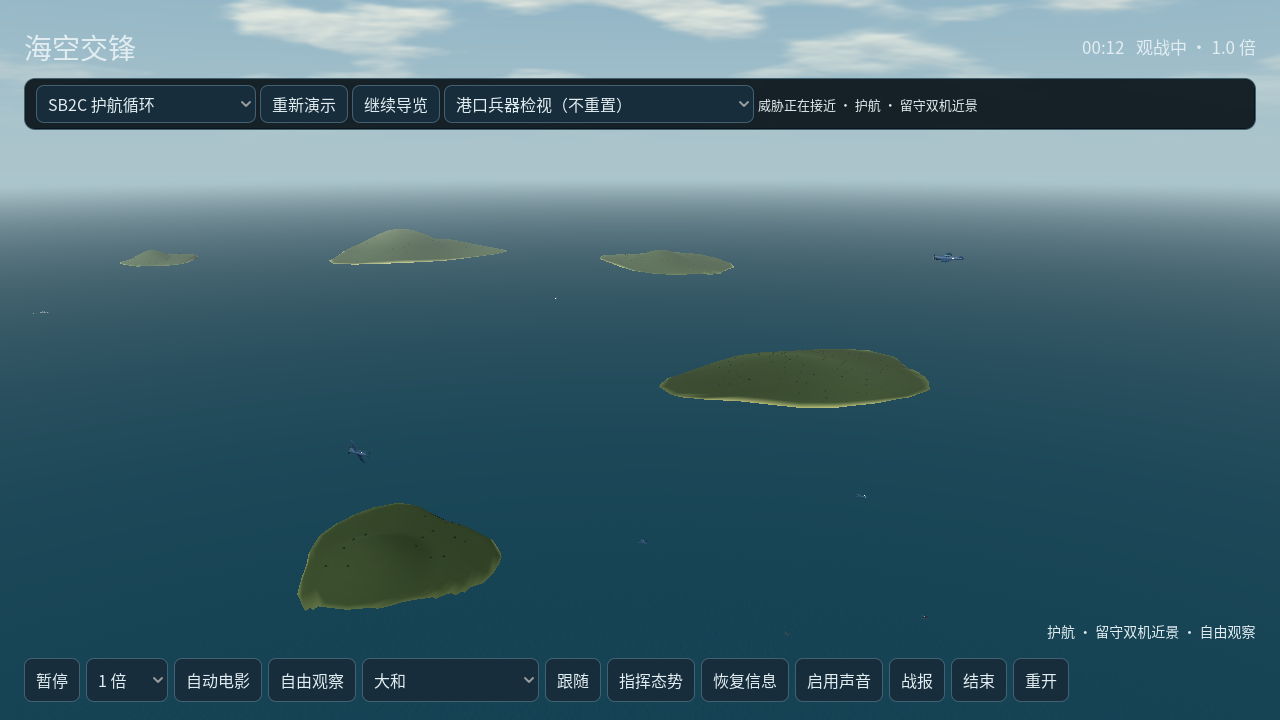 海空交锋
00:12 观战中 · 1.0 倍
SB2C 护航循环 重新演示 继续导览 港口兵器检视（不重置） 威胁正在接近 · 护航 · 留守双机近景
护航 · 留守双机近景 · 自由观察
暂停 1 倍 自动电影 自由观察 大和 跟随 指挥态势 恢复信息 启用声音 战报 结束 重开